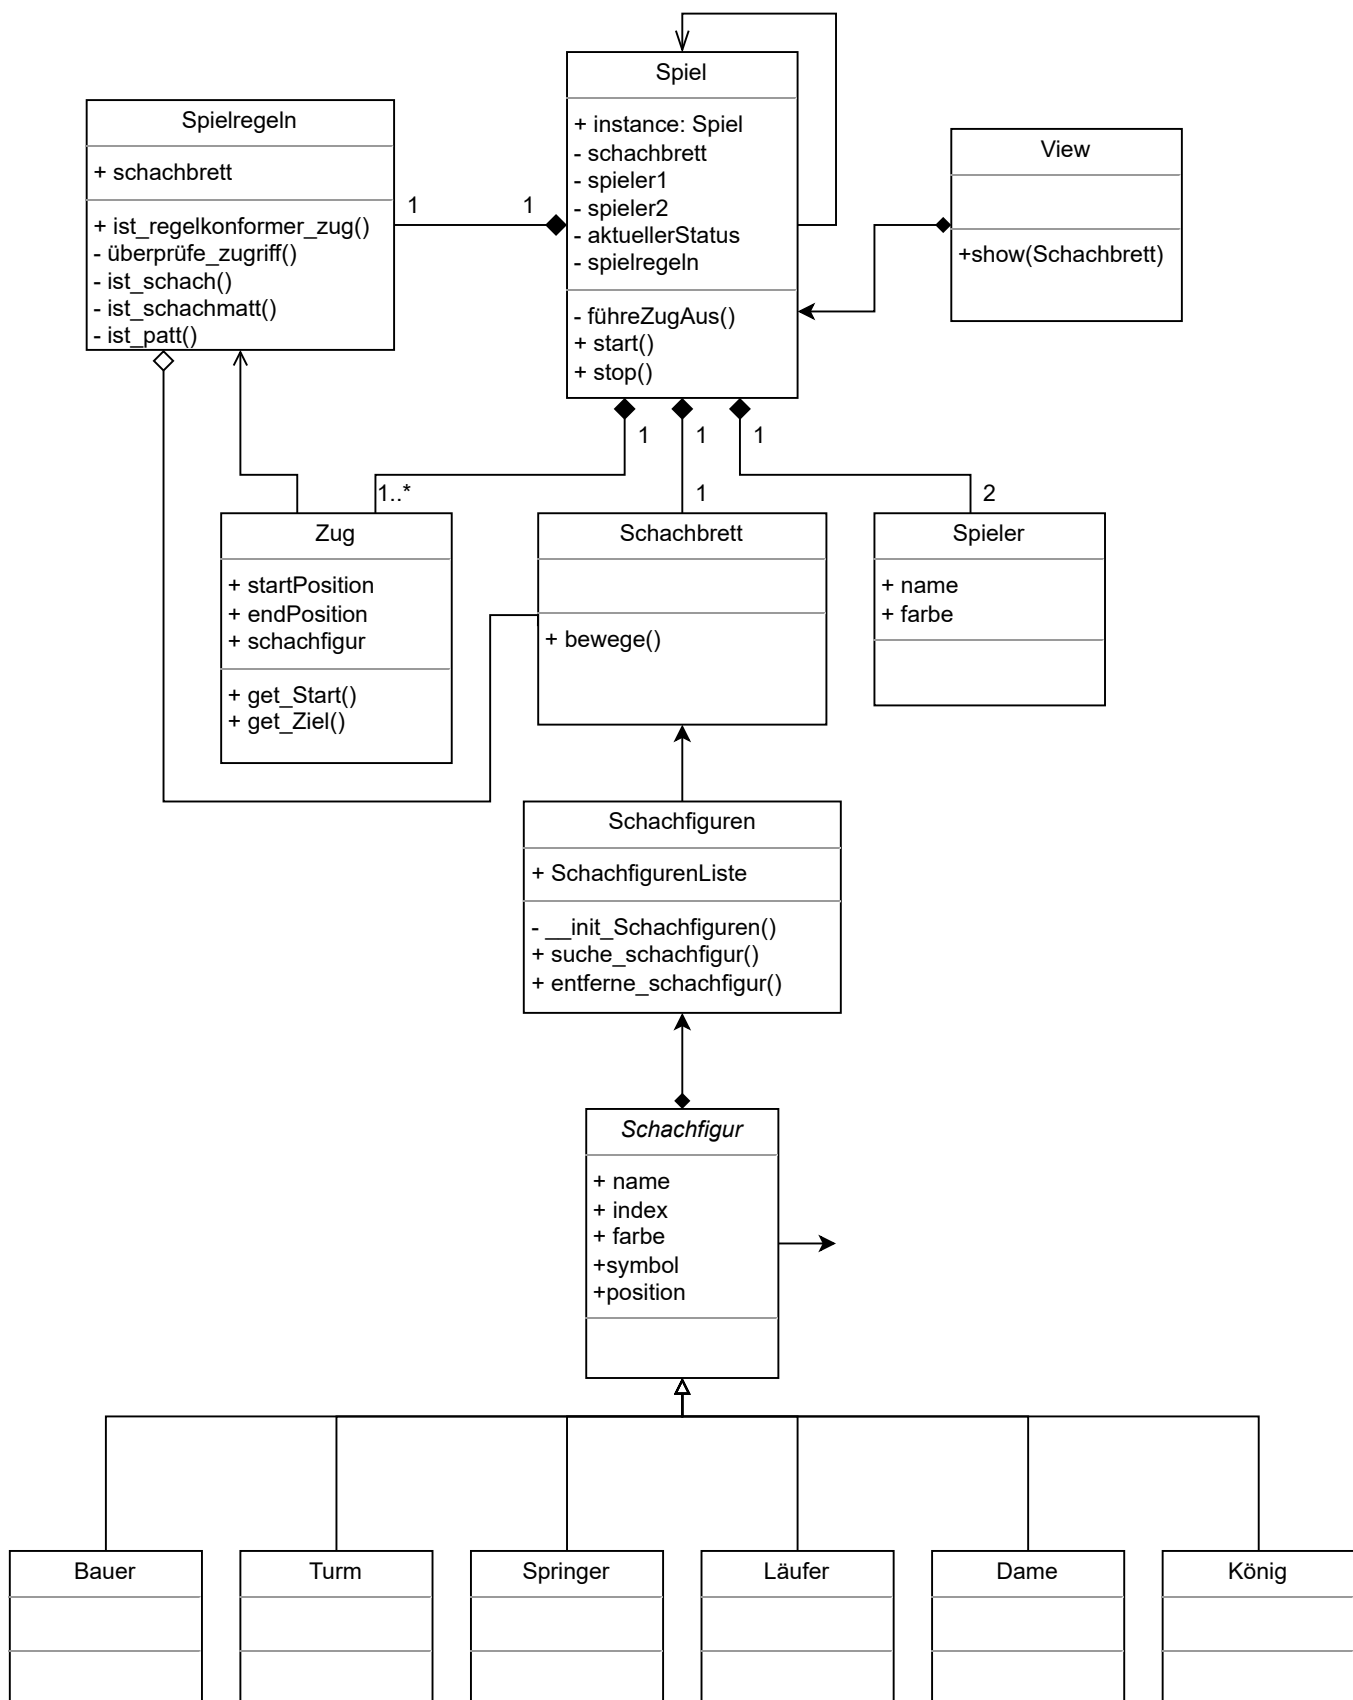 Spiel
+ instance: Spiel
- schachbrett
- spieler1
- spieler2
- aktuellerStatus
- spielregeln
- führeZugAus()
+ start()
+ stop()
Spielregeln
+ schachbrett
+ ist_regelkonformer_zug()
- überprüfe_zugriff()
- ist_schach()
- ist_schachmatt()
- ist_patt()
1
1
View
+show(Schachbrett)
1
1
1
1..*
1
2
Zug
+ startPosition
+ endPosition
+ schachfigur
+ get_Start()
+ get_Ziel()
Schachbrett
+ bewege()
Spieler
+ name
+ farbe
Schachfiguren
+ SchachfigurenListe
- __init_Schachfiguren()
+ suche_schachfigur()
+ entferne_schachfigur()
Schachfigur
+ name
+ index
+ farbe
+symbol
+position
Bauer
Turm
Springer
Läufer
Dame
König